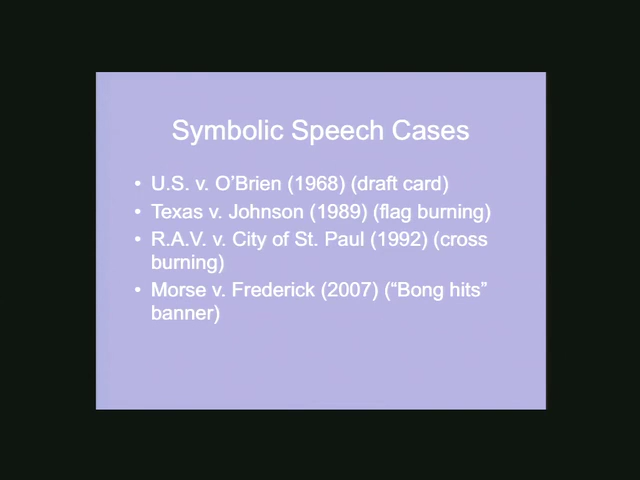 Symbolic Speech Cases
• U.S. v. O’Brien (1968) (draft card)
• Texas v. Johnson (1989) (flag burning)
• R.A.V. v. City of St. Paul (1992) (cross
burning)
• Morse v. Frederick (2007) (“Bong hits”
banner)